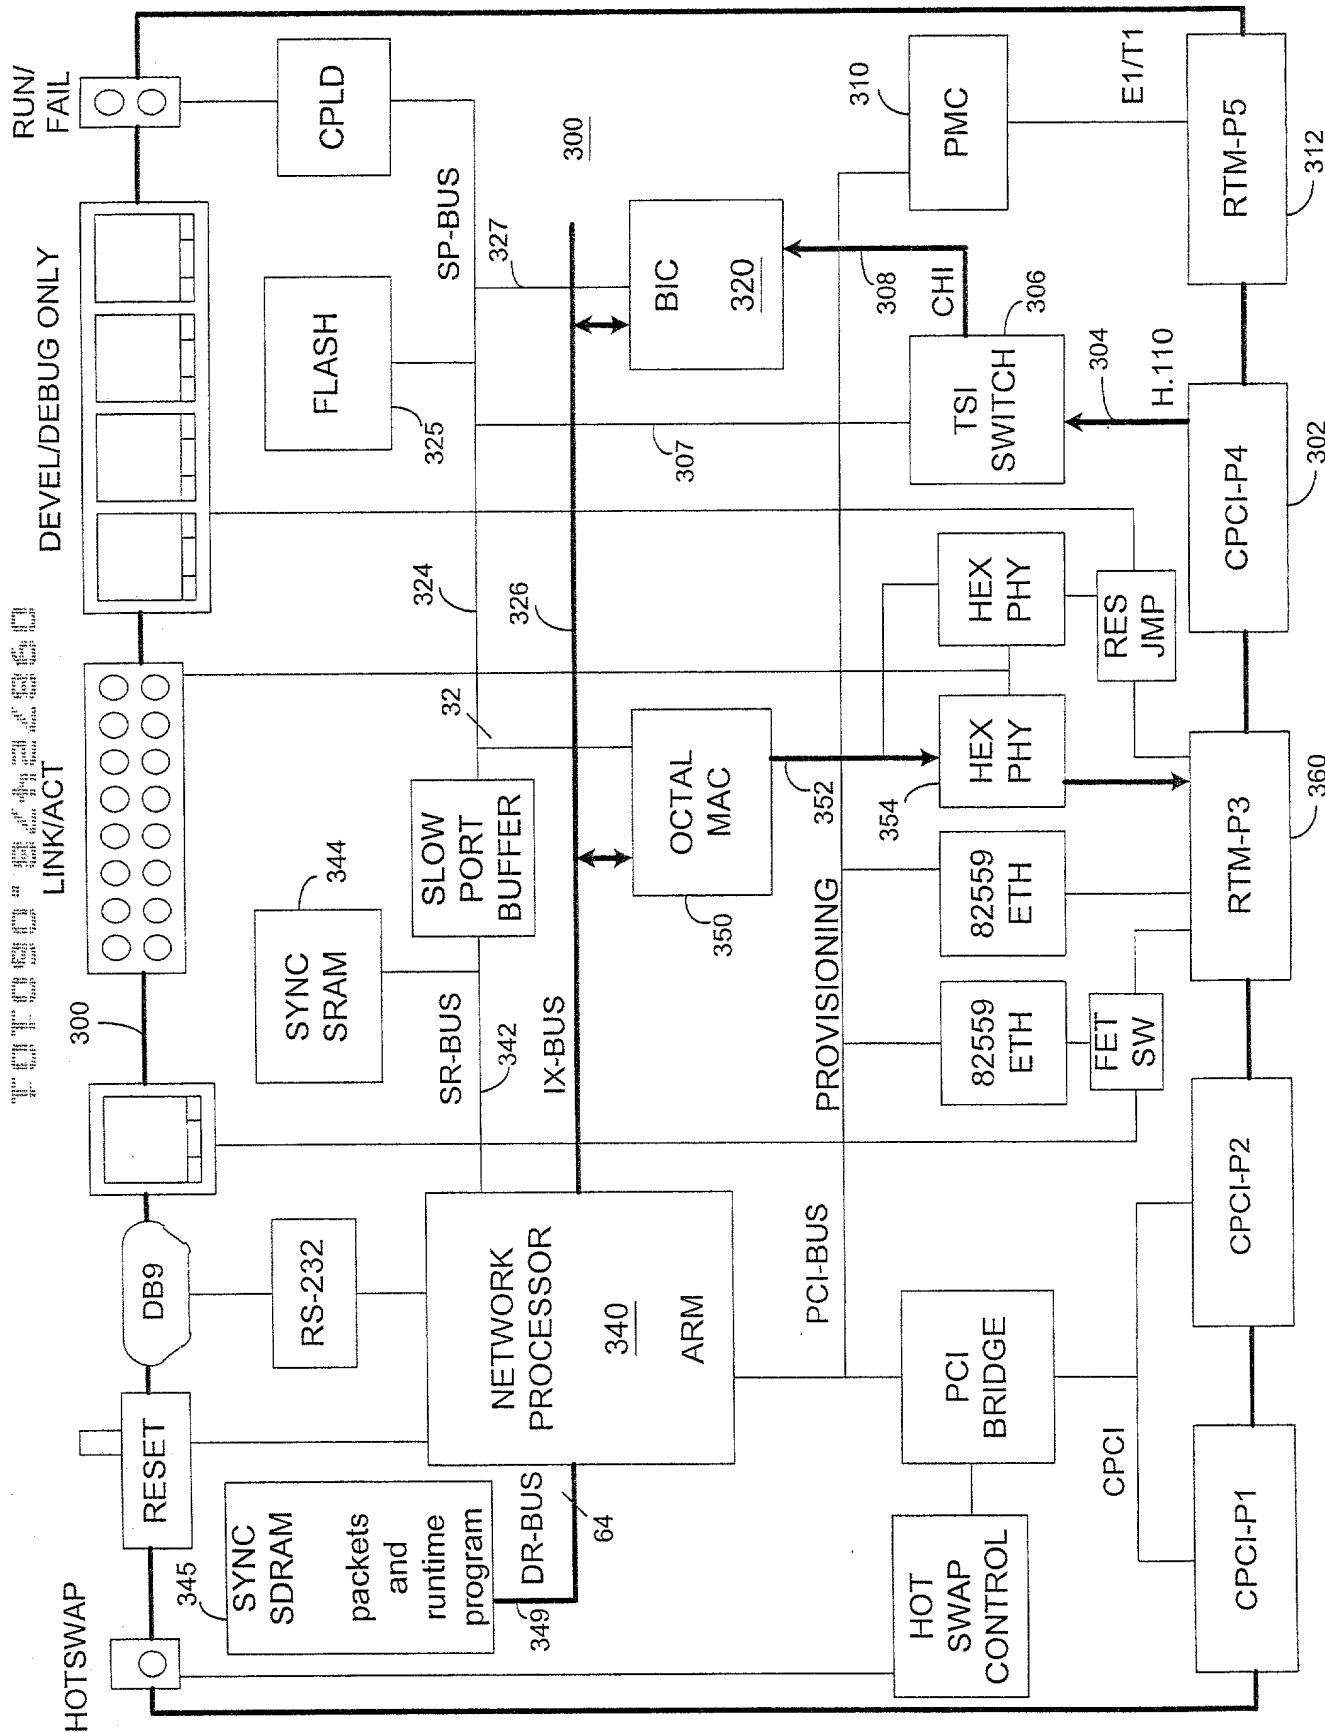 HOTSWAP
RESET
DB9
300
LINK/ACT
DEVEL/DEBUG ONLY
RUN/
FAIL
345
SYNC
SDRAM
packets
and
runtime
program
349
DR-BUS
64
RS-232
SYNC
SRAM
344
SR-BUS
342
SLOW
PORT
BUFFER
32
324
FLASH
325
SP-BUS
CPLD
327
300
NETWORK
PROCESSOR
340
ARM
IX-BUS
326
OCTAL
MAC
350
352
307
BIC
320
308
CHI
PCI-BUS
PROVISIONING
HOT
SWAP
CONTROL
PCI
BRIDGE
82559
ETH
82559
ETH
354
HEX
PHY
HEX
PHY
TSI
SWITCH
306
PMC
310
CPCI
FET
SW
RES
JMP
304
H.110
E1/T1
CPCI-P1
CPCI-P2
RTM-P3
360
CPCI-P4
302
RTM-P5
312